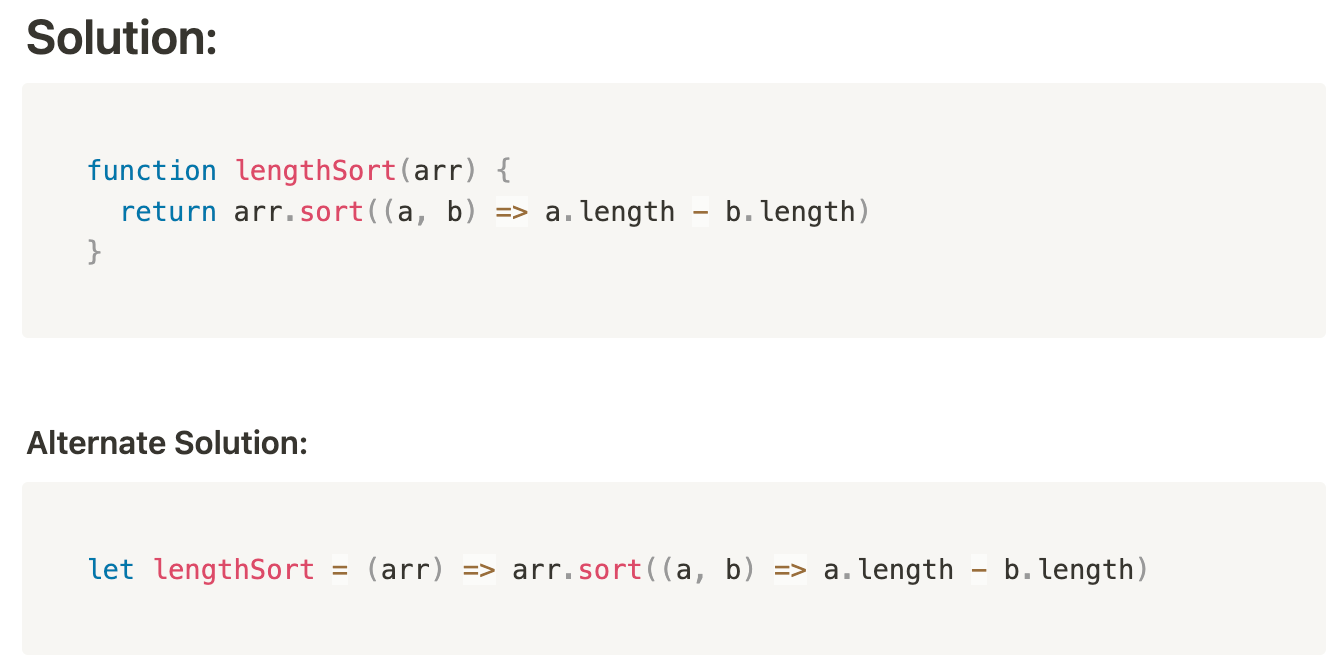 Solution:
function lengthSort(arr) {
  return arr.sort((a, b) => a.length - b.length)
}
Alternate Solution:
let lengthSort = (arr) => arr.sort((a, b) => a.length - b.length)